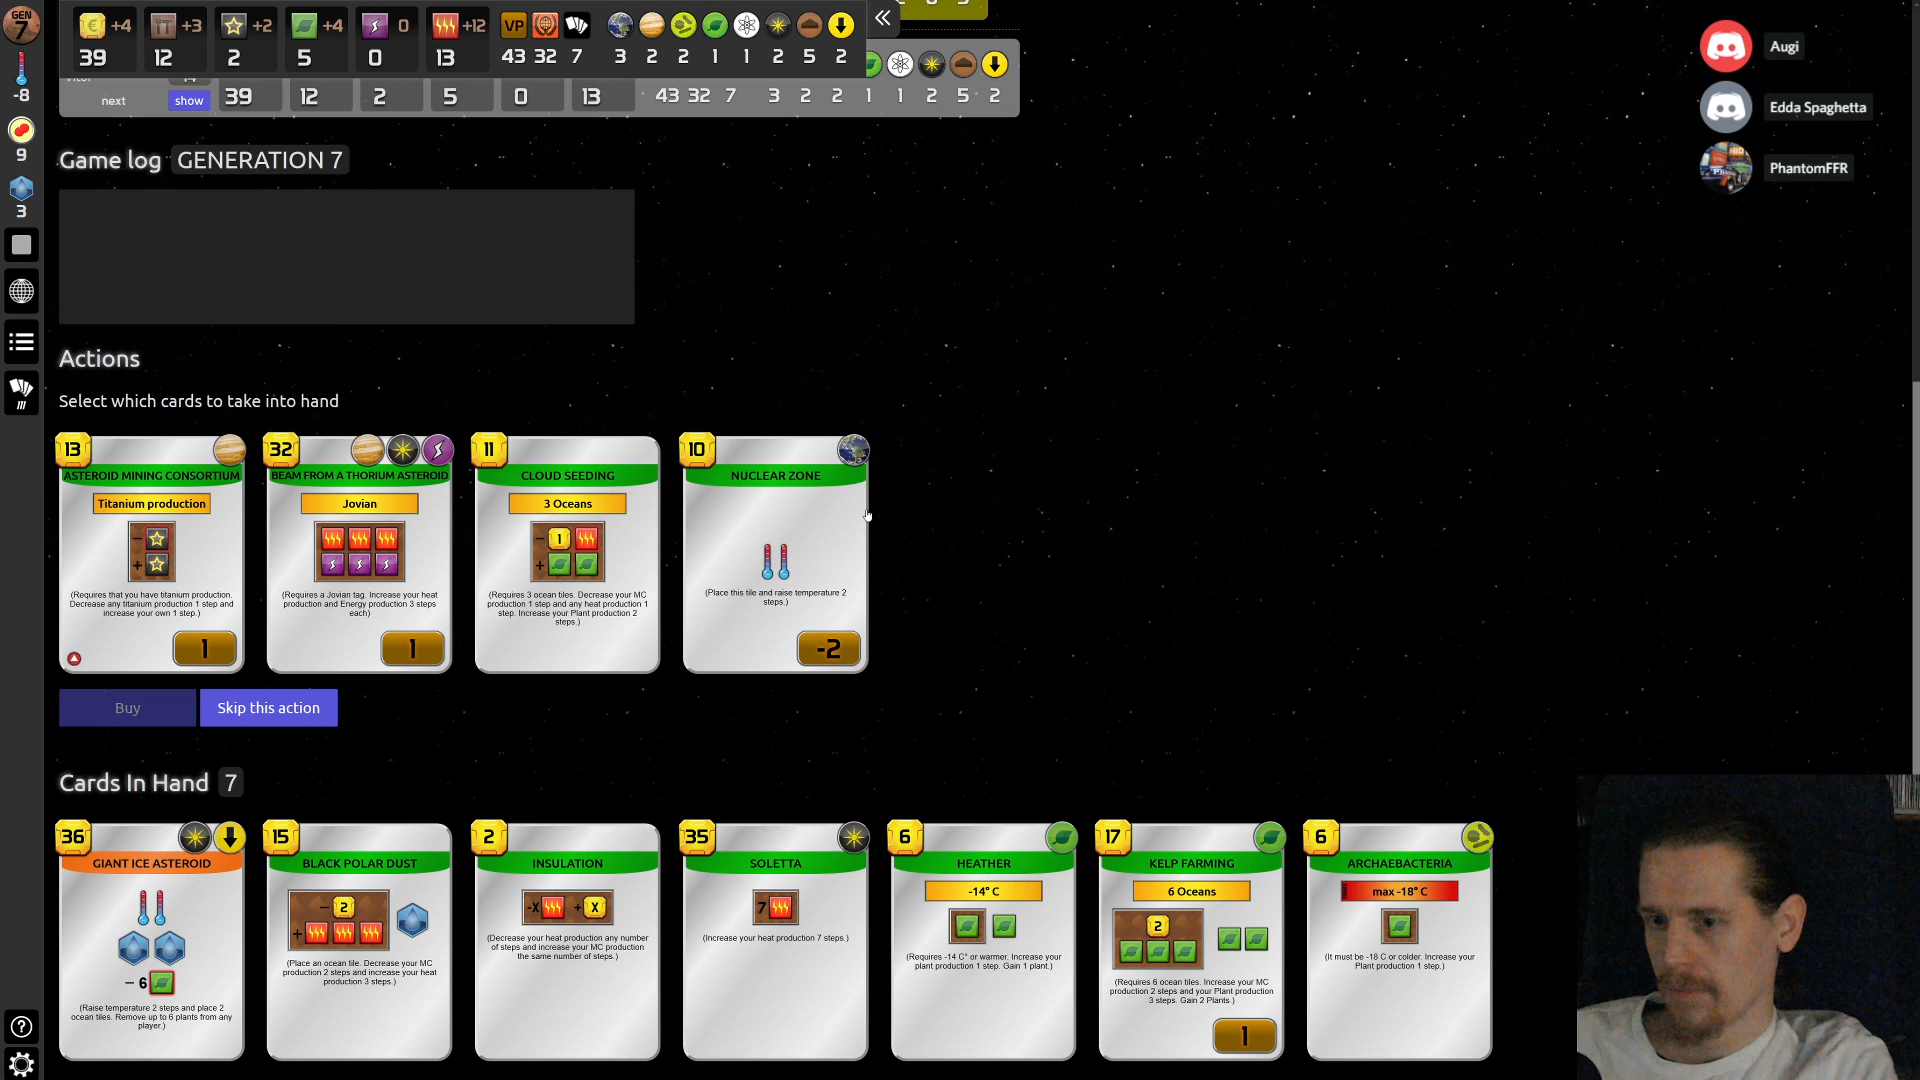 GEN
7
-8
9
3
III
+4
39
+3
12
+2
2
+4
5
0
0
+12
13
VP
43
32
7
3
2
2
1
1
2
5
2
next
show
39
12
2
5
0
13
43 32 7
3
2
2
1
1
2
5
2
Game log GENERATION 7
Actions
Select which cards to take into hand
13
ASTEROID MINING CONSORTIUM
Titanium production
-
+
(Requires that you have titanium production. Decrease any titanium production 1 step and increase your own 1 step.)
1
32
BEAM FROM A THORIUM ASTEROID
Jovian
(Requires a Jovian tag. Increase your heat production and Energy production 3 steps each)
1
11
CLOUD SEEDING
3 Oceans
- 1
+
(Requires 3 ocean tiles. Decrease your MC production 1 step and any heat production 1 step. Increase your Plant production 2 steps.)
10
NUCLEAR ZONE
(Place this tile and raise temperature 2 steps.)
-2
Buy
Skip this action
Cards In Hand 7
36
GIANT ICE ASTEROID
- 6
(Raise temperature 2 steps and place 2 ocean tiles. Remove up to 6 plants from any player.)
15
BLACK POLAR DUST
- 2
+
(Place an ocean tile. Decrease your MC production 2 steps and increase your heat production 3 steps.)
2
INSULATION
-X + X
(Decrease your heat production any number of steps and increase your MC production the same number of steps.)
35
SOLETTA
7
(Increase your heat production 7 steps.)
6
HEATHER
-14° C
(Requires -14 C° or warmer. Increase your plant production 1 step. Gain 1 plant.)
17
KELP FARMING
6 Oceans
2
(Requires 6 ocean tiles. Increase your MC production 2 steps and your Plant production 3 steps. Gain 2 Plants.)
1
6
ARCHAEBACTERIA
max -18° C
(It must be -18 C or colder. Increase your Plant production 1 step.)
Augi
Edda Spaghetta
PhantomFFR